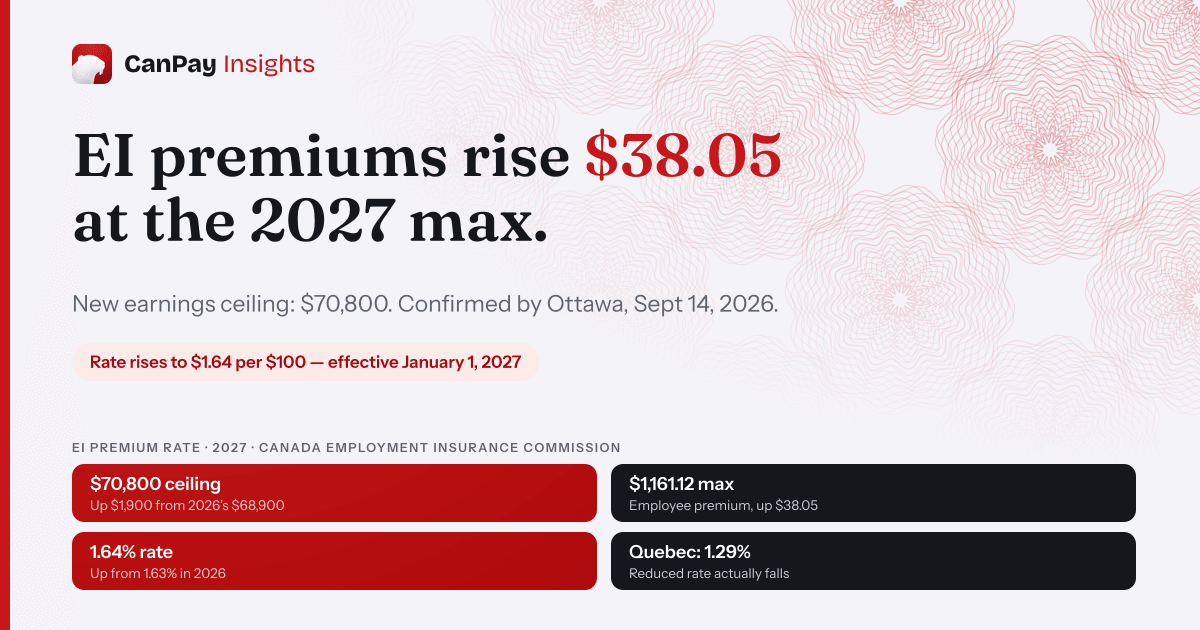 CanPay Insights
EI premiums rise $38.05
at the 2027 max.
New earnings ceiling: $70,800. Confirmed by Ottawa, Sept 14, 2026.
Rate rises to $1.64 per $100 — effective January 1, 2027
EI PREMIUM RATE · 2027 · CANADA EMPLOYMENT INSURANCE COMMISSION
$70,800 ceiling
Up $1,900 from 2026's $68,900
$1,161.12 max
Employee premium, up $38.05
1.64% rate
Up from 1.63% in 2026
Quebec: 1.29%
Reduced rate actually falls